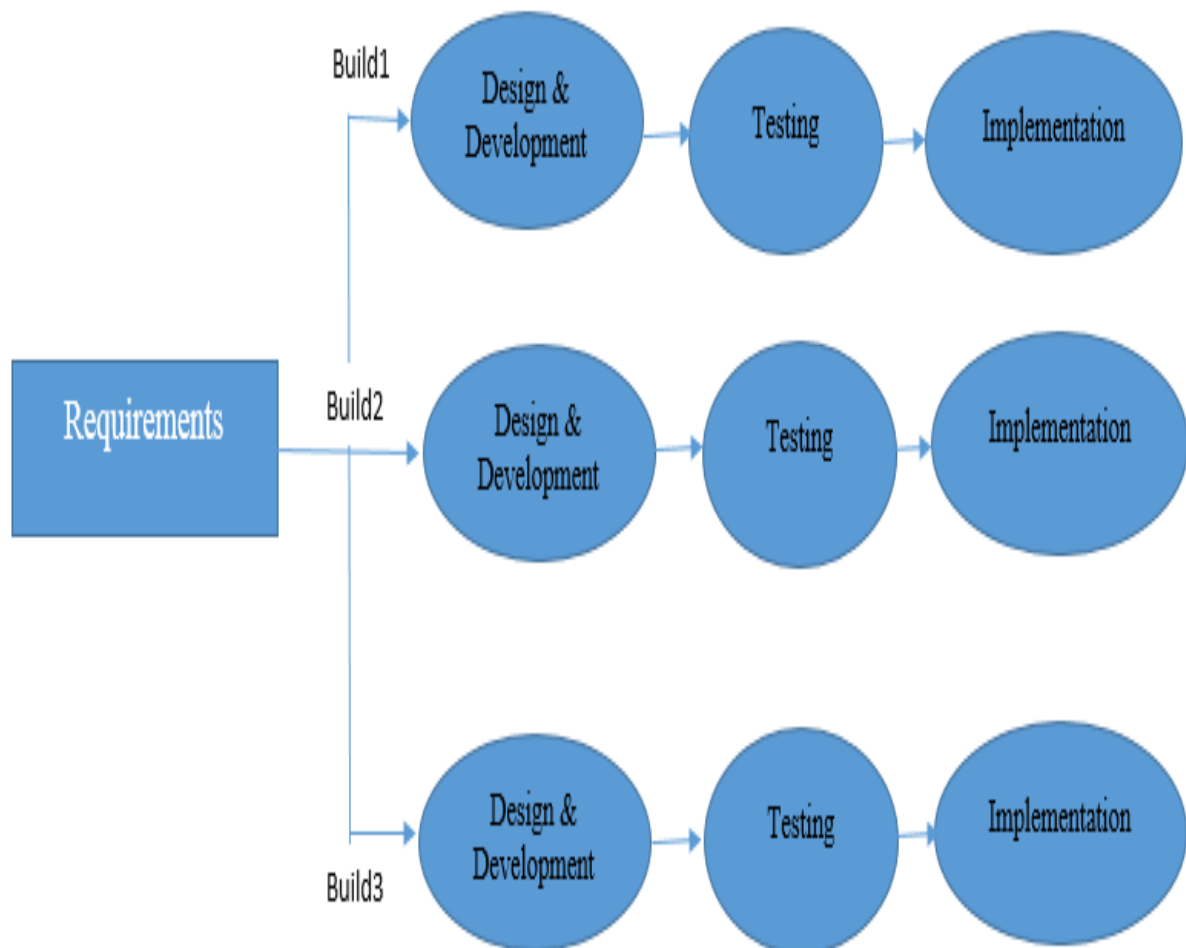 Build1
Design &
Development
Testing
Implementation
Requirements
Build2
Design &
Development
Testing
Implementation
Design &
Development
Testing
Implementation
Build3